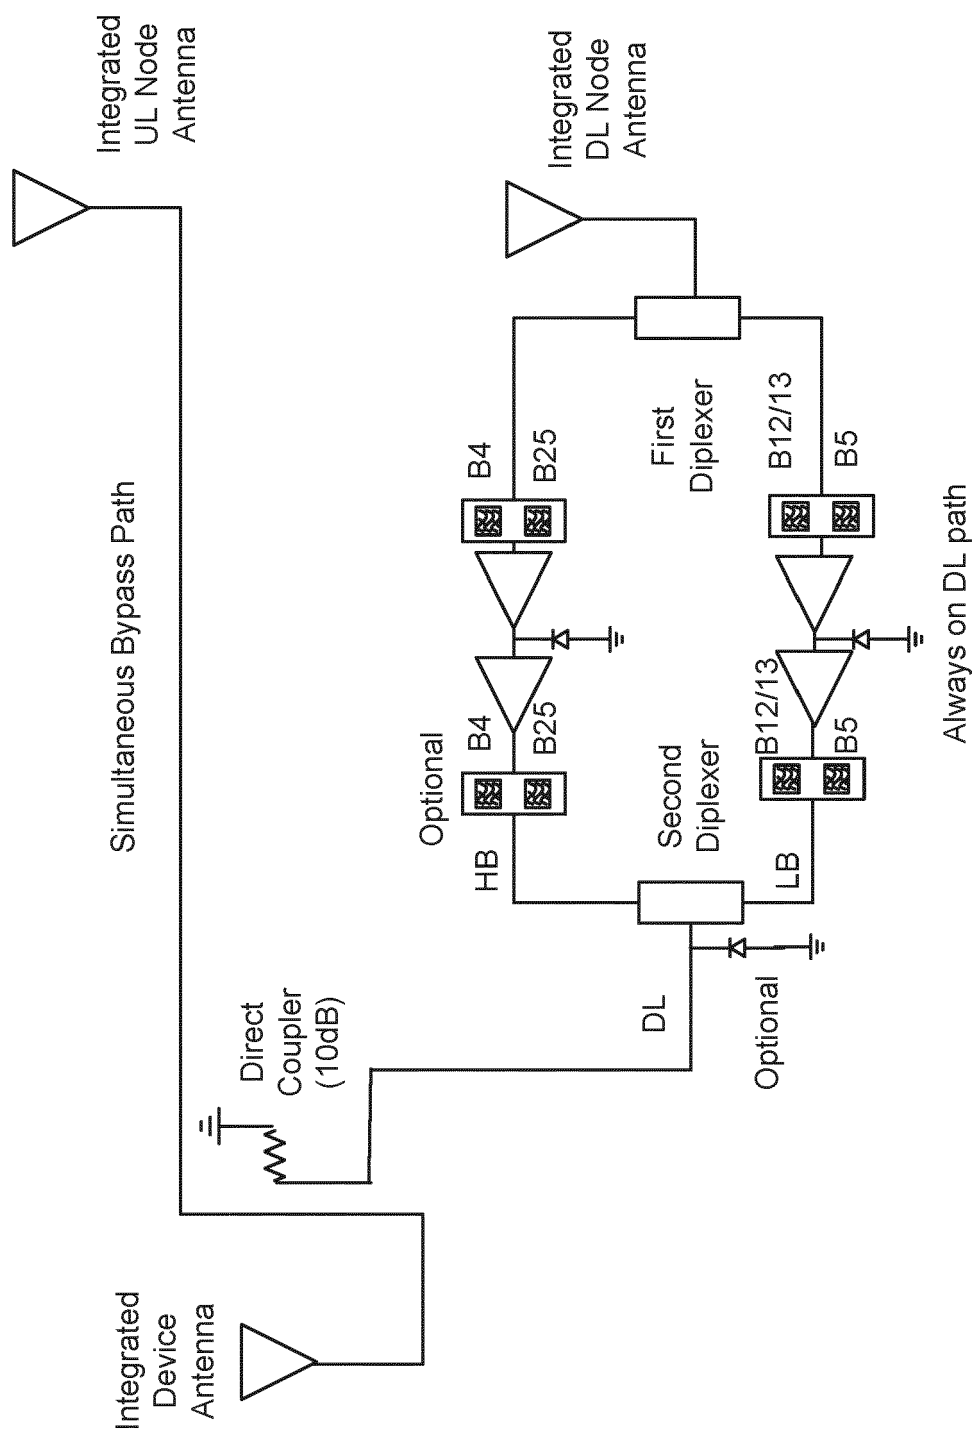 Integrated
UL Node
Antenna
Integrated
DL Node
Antenna
Simultaneous Bypass Path
B4
B25
First
Diplexer
B12/13
B5
Optional
B4
B25
HB
Second
Diplexer
B12/13
B5
LB
Always on DL path
Direct
Coupler
(10dB)
DL
Optional
Integrated
Device
Antenna